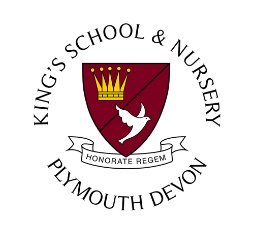 KING'S SCHOOL & NURSERY
HONORATE REGEM
PLYMOUTH DEVON